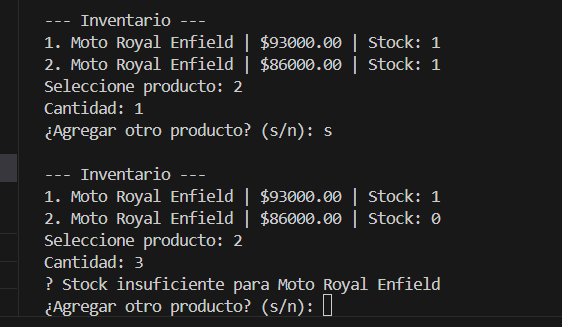 --- Inventario ---
1. Moto Royal Enfield | $93000.00 | Stock: 1
2. Moto Royal Enfield | $86000.00 | Stock: 1
Seleccione producto: 2
Cantidad: 1
¿Agregar otro producto? (s/n): s
--- Inventario ---
1. Moto Royal Enfield | $93000.00 | Stock: 1
2. Moto Royal Enfield | $86000.00 | Stock: 0
Seleccione producto: 2
Cantidad: 3
? Stock insuficiente para Moto Royal Enfield
¿Agregar otro producto? (s/n):